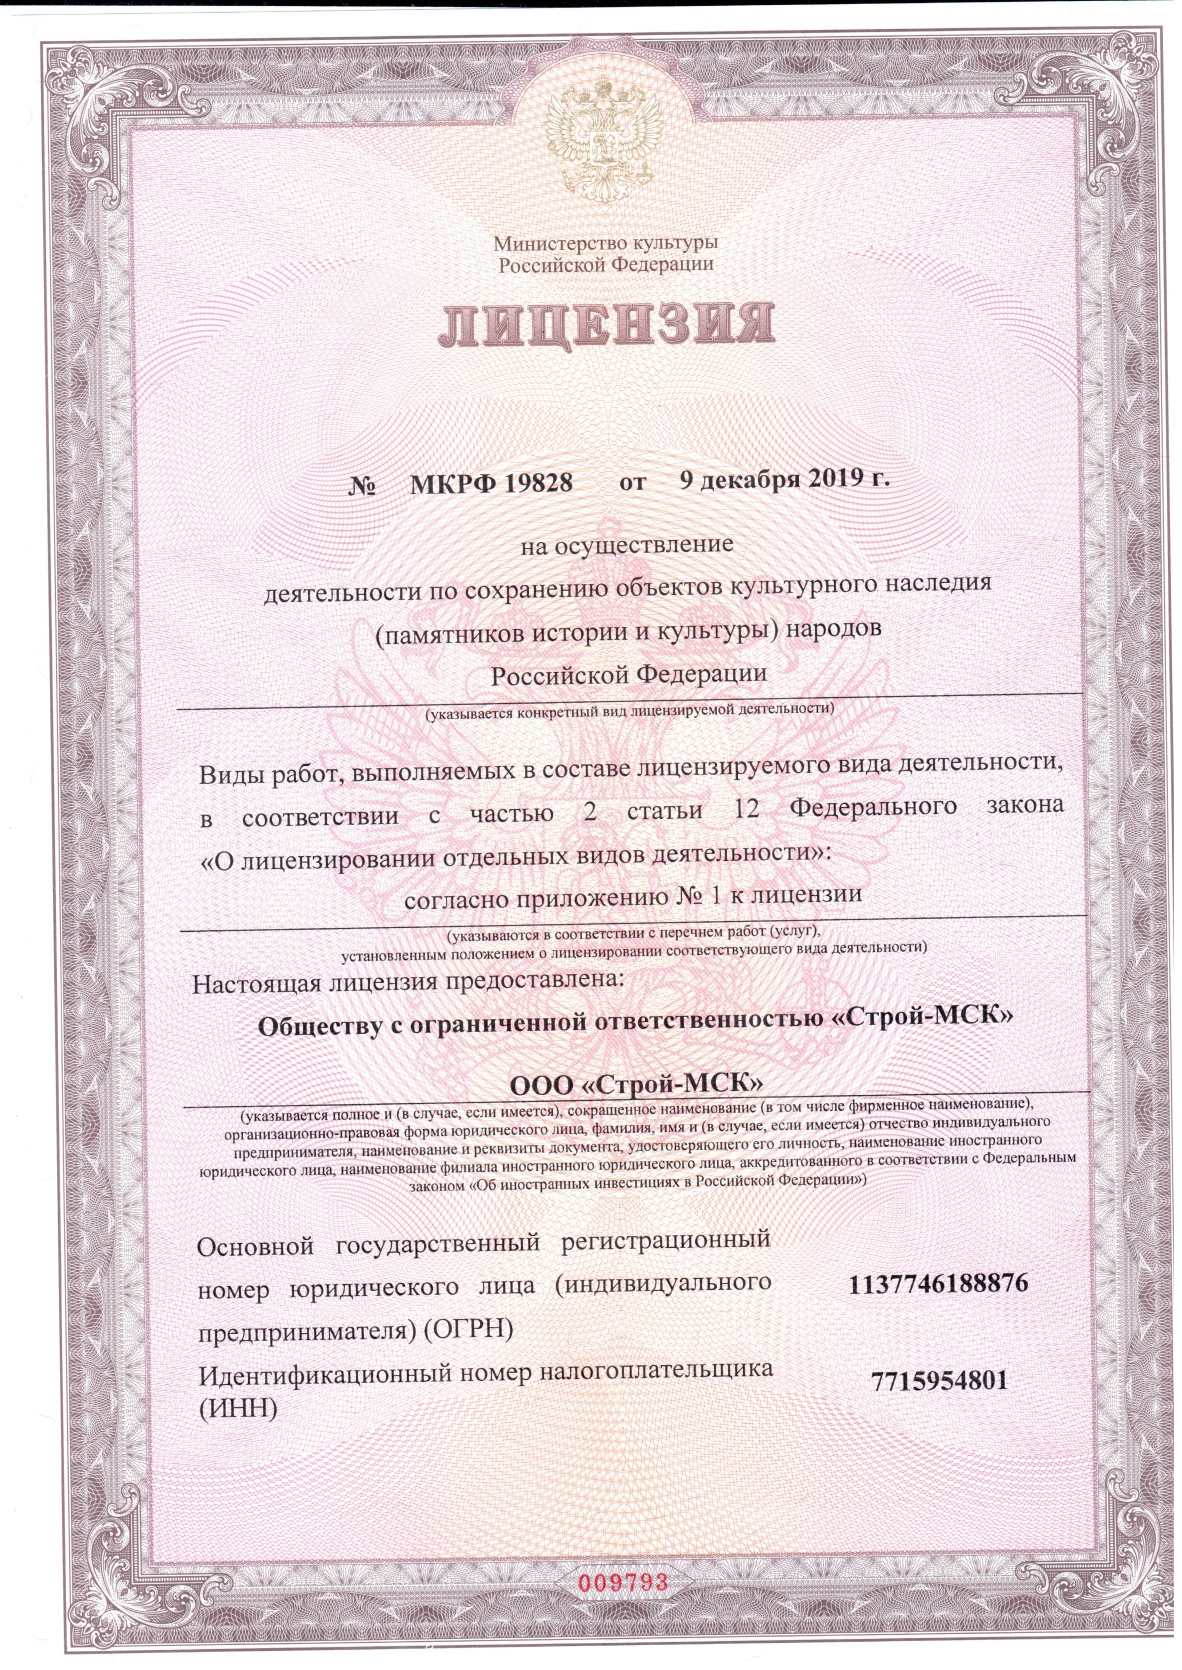 Министерство культуры
Российской Федерации
ЛИЦЕНЗИЯ
№ МКРФ 19828 от 9 декабря 2019 г.
на осуществление
деятельности по сохранению объектов культурного наследия
(памятников истории и культуры) народов
Российской Федерации
(указывается конкретный вид лицензируемой деятельности)
Виды работ, выполняемых в составе лицензируемого вида деятельности,
в соответствии с частью 2 статьи 12 Федерального закона
«О лицензировании отдельных видов деятельности»:
согласно приложению № 1 к лицензии
(указываются в соответствии с перечнем работ (услуг),
установленным положением о лицензировании соответствующего вида деятельности)
Настоящая лицензия предоставлена:
Обществу с ограниченной ответственностью «Строй-МСК»
ООО «Строй-МСК»
(указывается полное и (в случае, если имеется), сокращенное наименование (в том числе фирменное наименование),
организационно-правовая форма юридического лица, фамилия, имя и (в случае, если имеется) отчество индивидуального
предпринимателя, наименование и реквизиты документа, удостоверяющего его личность, наименование иностранного
юридического лица, наименование филиала иностранного юридического лица, аккредитованного в соответствии с Федеральным
законом «Об иностранных инвестициях в Российской Федерации»)
Основной государственный регистрационный
номер юридического лица (индивидуального
предпринимателя) (ОГРН)
1137746188876
Идентификационный номер налогоплательщика
(ИНН)
7715954801
009793